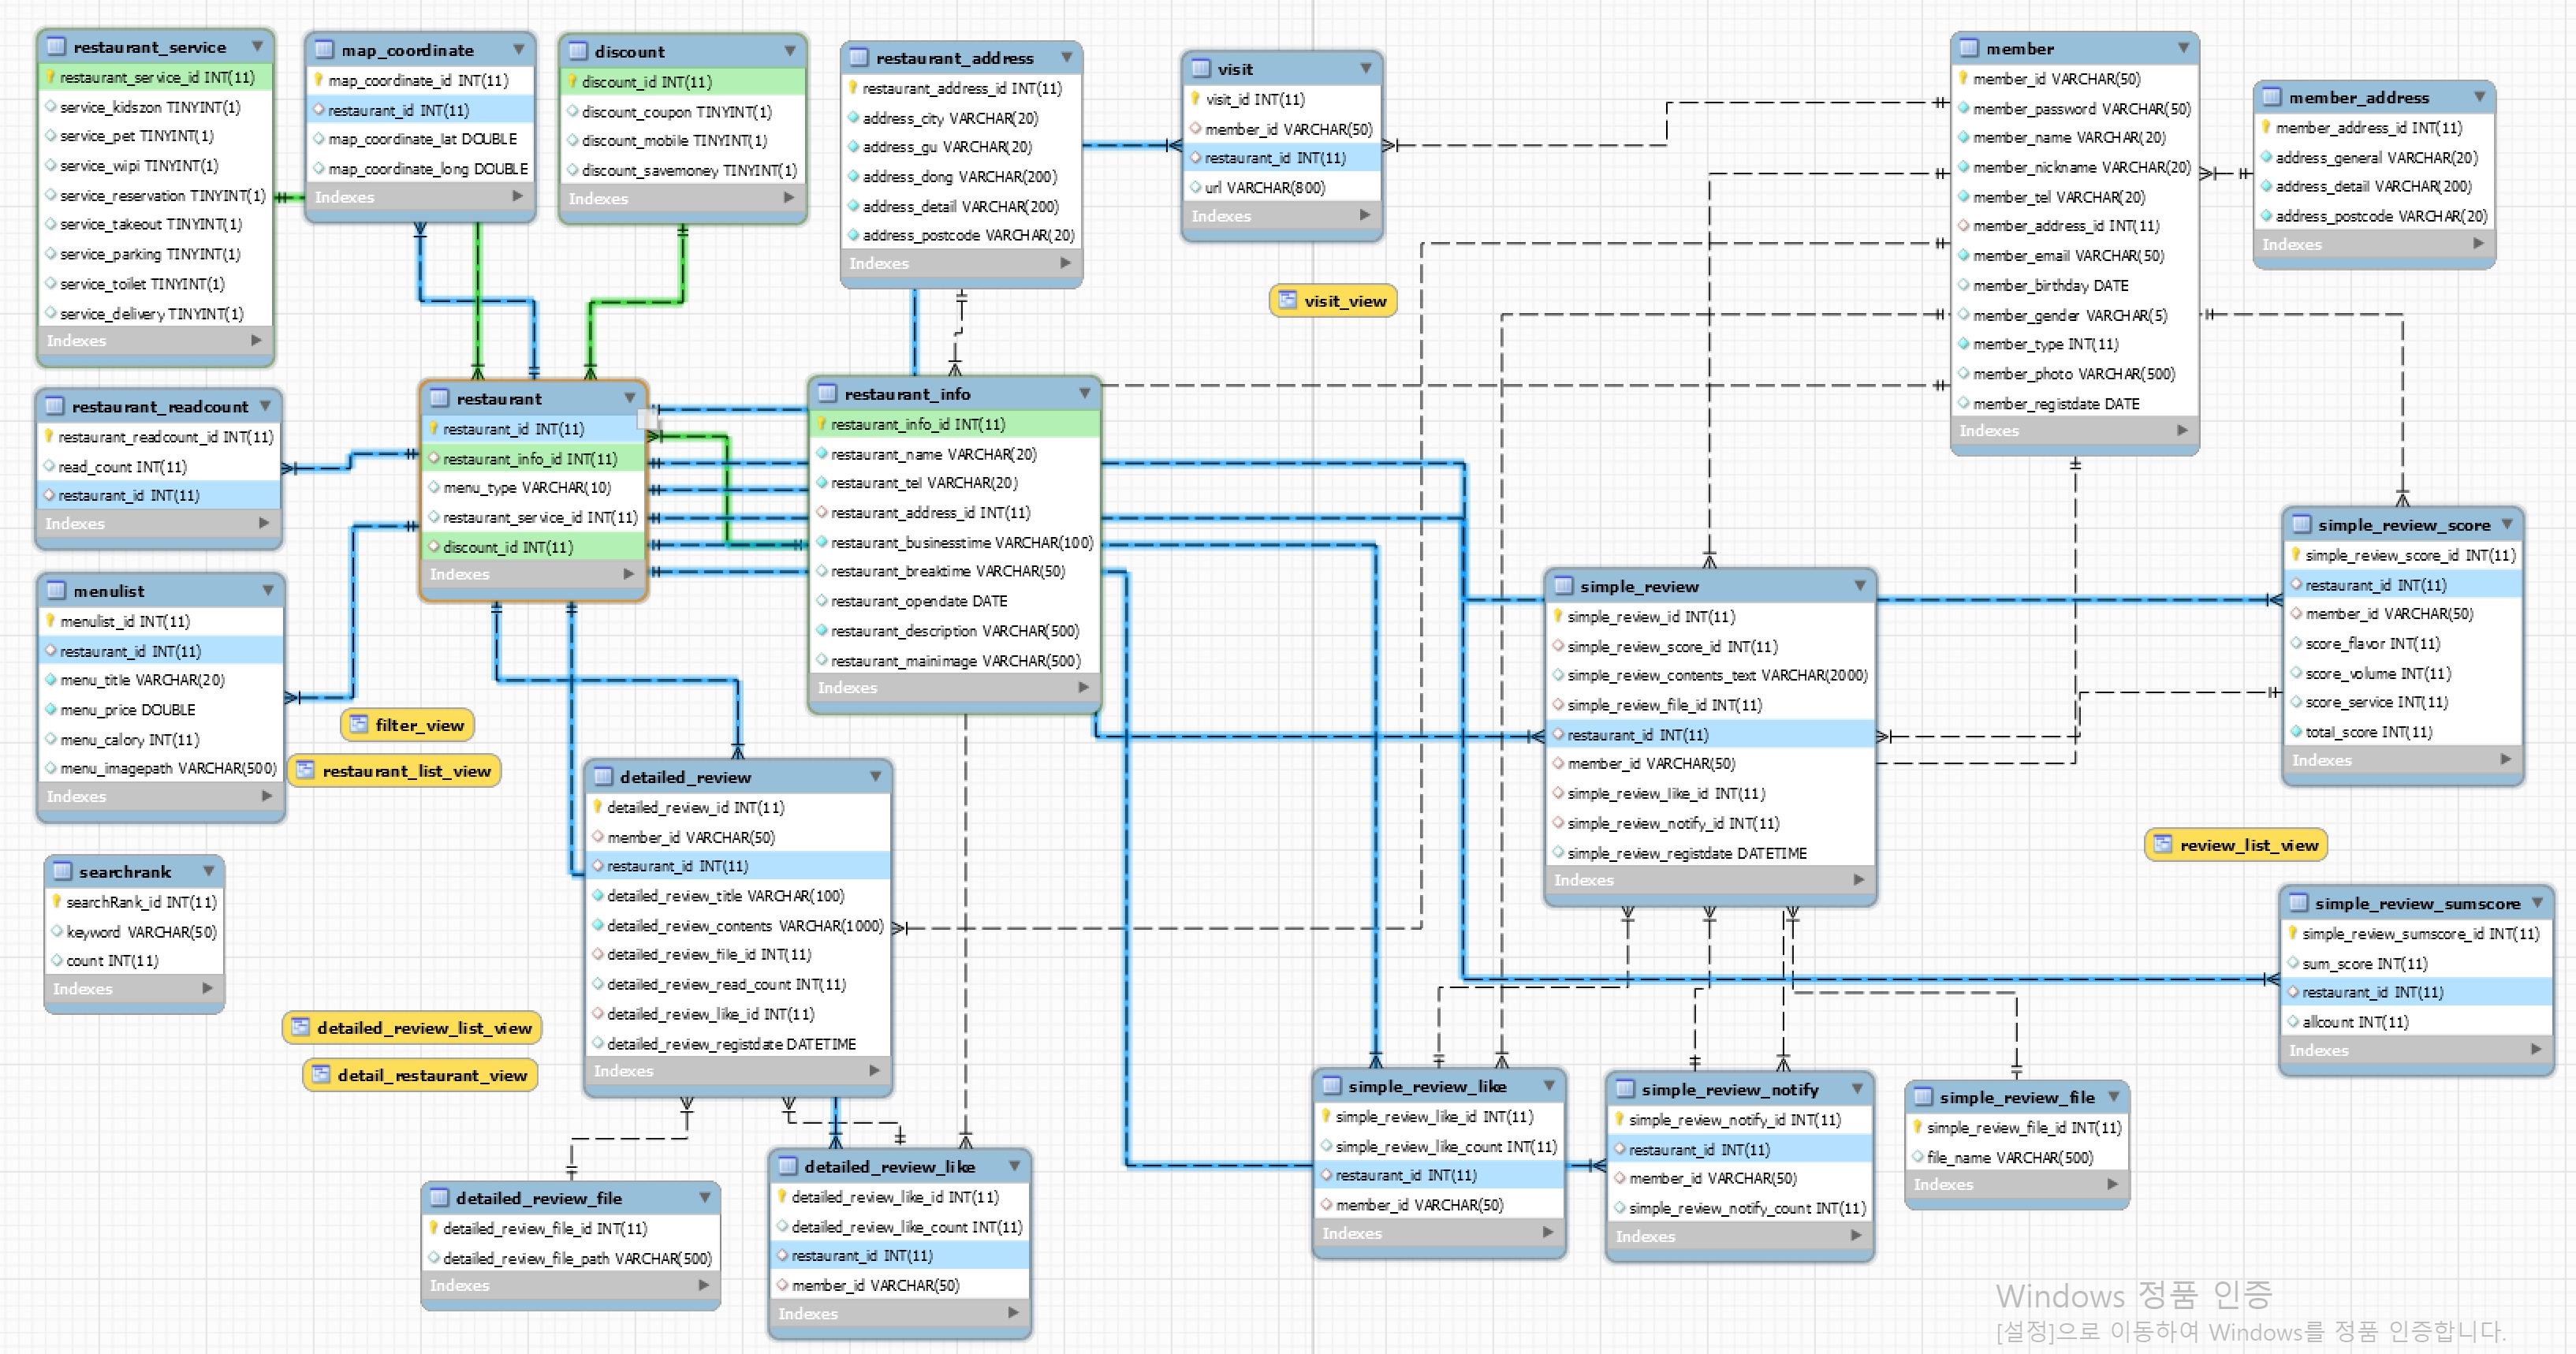 restaurant_service
restaurant_service_id INT(11)
service_kidszon TINYINT(1)
service_pet TINYINT(1)
service_wipi TINYINT(1)
service_reservation TINYINT(1)
service_takeout TINYINT(1)
service_parking TINYINT(1)
service_toilet TINYINT(1)
service_delivery TINYINT(1)
Indexes
map_coordinate
map_coordinate_id INT(11)
restaurant_id INT(11)
map_coordinate_lat DOUBLE
map_coordinate_long DOUBLE
Indexes
discount
discount_id INT(11)
discount_coupon TINYINT(1)
discount_mobile TINYINT(1)
discount_savemoney TINYINT(1)
Indexes
restaurant_address
restaurant_address_id INT(11)
address_city VARCHAR(20)
address_gu VARCHAR(20)
address_dong VARCHAR(200)
address_detail VARCHAR(200)
address_postcode VARCHAR(20)
Indexes
visit
visit_id INT(11)
member_id VARCHAR(50)
restaurant_id INT(11)
url VARCHAR(800)
Indexes
visit_view
member
member_id VARCHAR(50)
member_password VARCHAR(50)
member_name VARCHAR(20)
member_nickname VARCHAR(20)
member_tel VARCHAR(20)
member_address_id INT(11)
member_email VARCHAR(50)
member_birthday DATE
member_gender VARCHAR(5)
member_type INT(11)
member_photo VARCHAR(500)
member_registdate DATE
Indexes
member_address
member_address_id INT(11)
address_general VARCHAR(20)
address_detail VARCHAR(200)
address_postcode VARCHAR(20)
Indexes
restaurant_readcount
restaurant_readcount_id INT(11)
read_count INT(11)
restaurant_id INT(11)
Indexes
restaurant
restaurant_id INT(11)
restaurant_info_id INT(11)
menu_type VARCHAR(10)
restaurant_service_id INT(11)
discount_id INT(11)
Indexes
restaurant_info
restaurant_info_id INT(11)
restaurant_name VARCHAR(20)
restaurant_tel VARCHAR(20)
restaurant_address_id INT(11)
restaurant_businesstime VARCHAR(100)
restaurant_breaktime VARCHAR(50)
restaurant_opendate DATE
restaurant_description VARCHAR(500)
restaurant_mainimage VARCHAR(500)
Indexes
menulist
menulist_id INT(11)
restaurant_id INT(11)
menu_title VARCHAR(20)
menu_price DOUBLE
menu_calory INT(11)
menu_imagepath VARCHAR(500)
Indexes
filter_view
restaurant_list_view
simple_review
simple_review_id INT(11)
simple_review_score_id INT(11)
simple_review_contents_text VARCHAR(2000)
simple_review_file_id INT(11)
restaurant_id INT(11)
member_id VARCHAR(50)
simple_review_like_id INT(11)
simple_review_notify_id INT(11)
simple_review_registdate DATETIME
Indexes
simple_review_score
simple_review_score_id INT(11)
restaurant_id INT(11)
member_id VARCHAR(50)
score_flavor INT(11)
score_volume INT(11)
score_service INT(11)
total_score INT(11)
Indexes
review_list_view
detailed_review
detailed_review_id INT(11)
member_id VARCHAR(50)
restaurant_id INT(11)
detailed_review_title VARCHAR(100)
detailed_review_contents VARCHAR(1000)
detailed_review_file_id INT(11)
detailed_review_read_count INT(11)
detailed_review_like_id INT(11)
detailed_review_registdate DATETIME
Indexes
searchrank
searchRank_id INT(11)
keyword VARCHAR(50)
count INT(11)
Indexes
detailed_review_list_view
detail_restaurant_view
simple_review_sumscore
simple_review_sumscore_id INT(11)
sum_score INT(11)
restaurant_id INT(11)
allcount INT(11)
Indexes
simple_review_like
simple_review_like_id INT(11)
simple_review_like_count INT(11)
restaurant_id INT(11)
member_id VARCHAR(50)
Indexes
simple_review_notify
simple_review_notify_id INT(11)
restaurant_id INT(11)
member_id VARCHAR(50)
simple_review_notify_count INT(11)
Indexes
simple_review_file
simple_review_file_id INT(11)
file_name VARCHAR(500)
Indexes
detailed_review_file
detailed_review_file_id INT(11)
detailed_review_file_path VARCHAR(500)
Indexes
detailed_review_like
detailed_review_like_id INT(11)
detailed_review_like_count INT(11)
restaurant_id INT(11)
member_id VARCHAR(50)
Indexes
Windows 정품 인증
[설정]으로 이동하여 Windows를 정품 인증합니다.